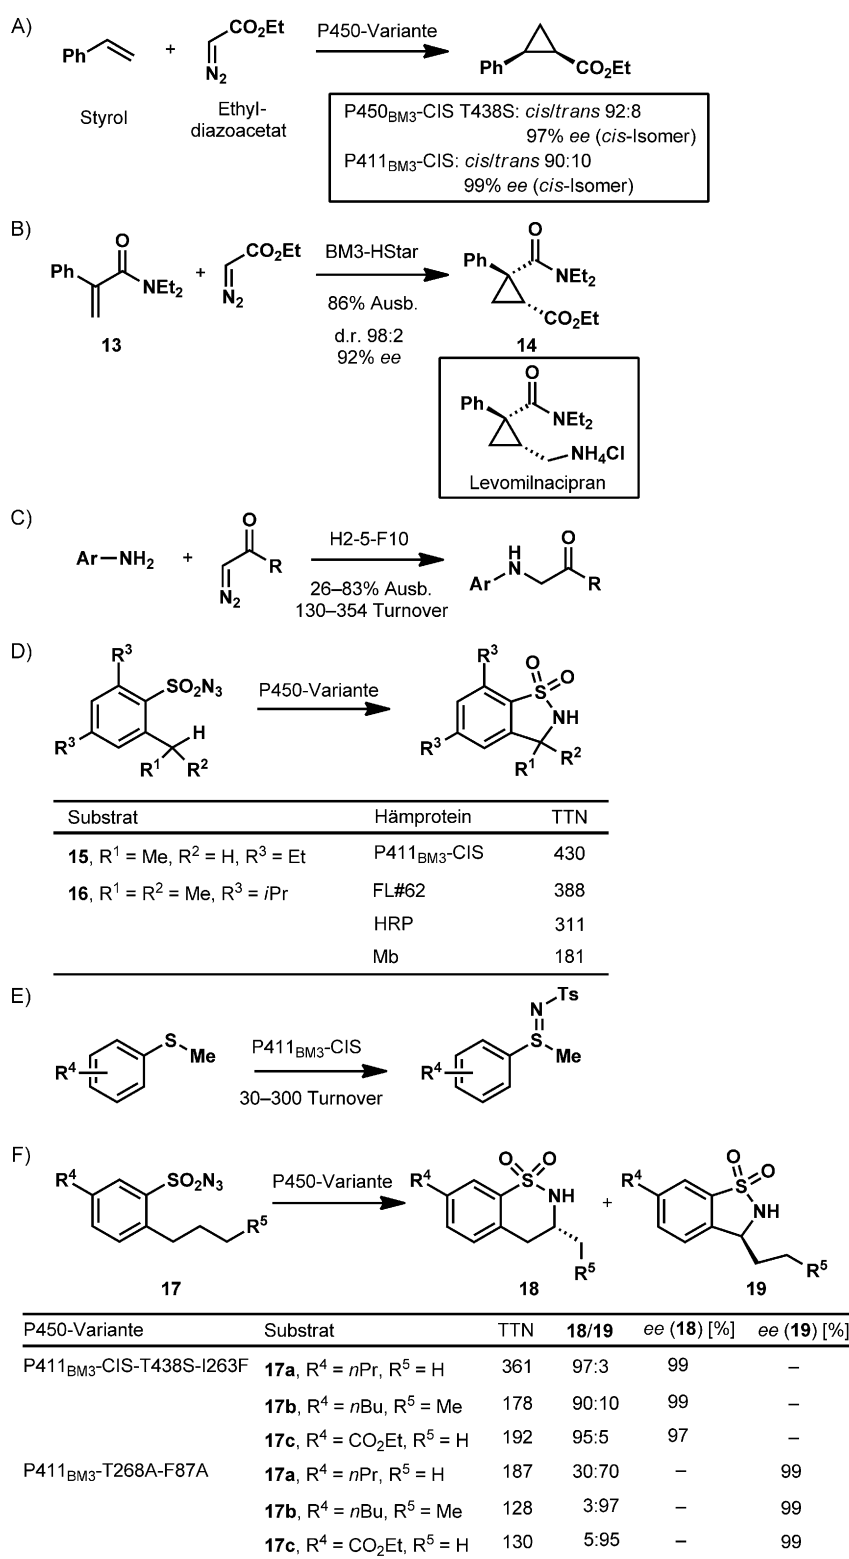 A)
Ph + CO₂Et N₂ P450-Variante Ph CO₂Et
Styrol
Ethyl-
diazoacetat
P450BM3-CIS T438S: cis/trans 92:8
97% ee (cis-Isomer)
P411BM3-CIS: cis/trans 90:10
99% ee (cis-Isomer)
B)
Ph O NEt₂ + CO₂Et N₂ BM3-HStar Ph O NEt₂ CO₂Et
86% Ausb.
d.r. 98:2
92% ee
13
14
Ph O NEt₂ NH₄Cl
Levomilnacipran
C)
Ar NH₂ + O R N₂ H2-5-F10 Ar H N O R
26–83% Ausb.
130–354 Turnover
D)
R³ SO₂N₃ R³ H R¹ R² P450-Variante R³ O O S NH R³ R¹ R²
Substrat Hämprotein TTN
15, R¹ = Me, R² = H, R³ = Et P411BM3-CIS 430
16, R¹ = R² = Me, R³ = iPr FL#62 388
HRP 311
Mb 181
E)
R⁴ S Me P411BM3-CIS N Ts S Me R⁴
30–300 Turnover
F)
R⁴ SO₂N₃ R⁵ P450-Variante R⁴ O O S NH R⁵ + R⁴ O O S NH R⁵
17 18 19
P450-Variante Substrat TTN 18/19 ee (18) [%] ee (19) [%]
P411BM3-CIS-T438S-I263F 17a, R⁴ = nPr, R⁵ = H 361 97:3 99 –
17b, R⁴ = nBu, R⁵ = Me 178 90:10 99 –
17c, R⁴ = CO₂Et, R⁵ = H 192 95:5 97 –
P411BM3-T268A-F87A 17a, R⁴ = nPr, R⁵ = H 187 30:70 – 99
17b, R⁴ = nBu, R⁵ = Me 128 3:97 – 99
17c, R⁴ = CO₂Et, R⁵ = H 130 5:95 – 99